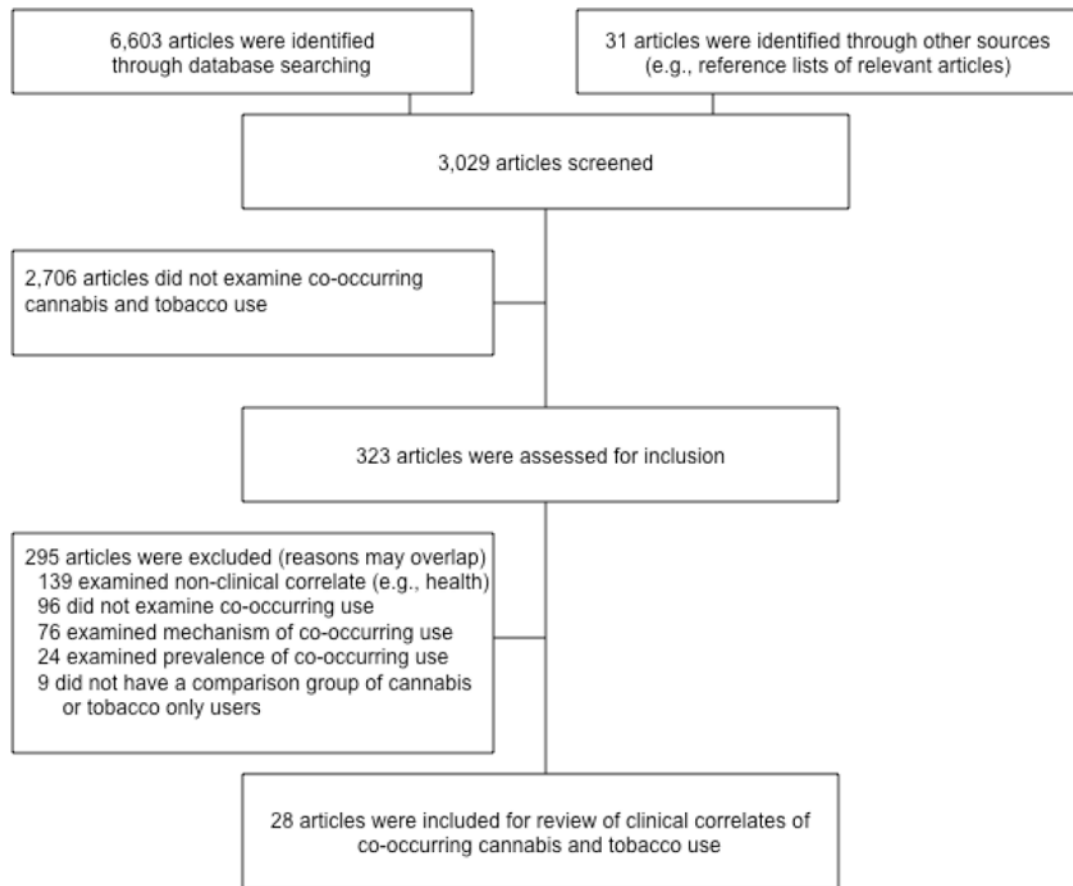 6,603 articles were identified
through database searching
31 articles were identified through other sources
(e.g., reference lists of relevant articles)
3,029 articles screened
2,706 articles did not examine co-occurring
cannabis and tobacco use
323 articles were assessed for inclusion
295 articles were excluded (reasons may overlap)
139 examined non-clinical correlate (e.g., health)
96 did not examine co-occurring use
76 examined mechanism of co-occurring use
24 examined prevalence of co-occurring use
9 did not have a comparison group of cannabis
or tobacco only users
28 articles were included for review of clinical correlates of
co-occurring cannabis and tobacco use